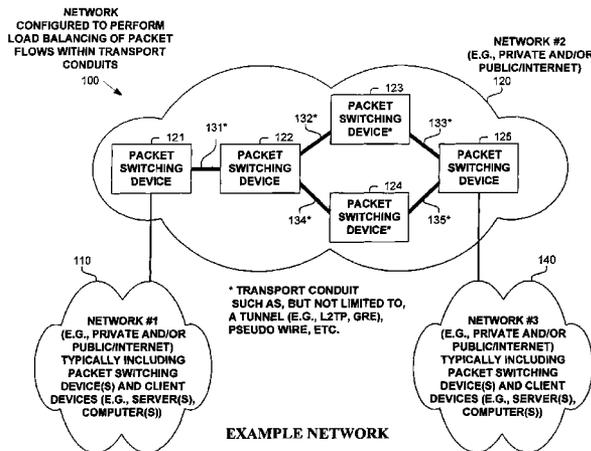 NETWORK
CONFIGURED TO PERFORM
LOAD BALANCING OF PACKET
FLOWS WITHIN TRANSPORT
CONDUITS
100
NETWORK #2
(E.G., PRIVATE AND/OR
PUBLIC/INTERNET)
120
123
PACKET
SWITCHING
DEVICE*
132*
133*
121
PACKET
SWITCHING
DEVICE
131*
122
PACKET
SWITCHING
DEVICE
125
PACKET
SWITCHING
DEVICE
124
PACKET
SWITCHING
DEVICE*
134*
135*
110
NETWORK #1
(E.G., PRIVATE AND/OR
PUBLIC/INTERNET)
TYPICALLY INCLUDING
PACKET SWITCHING
DEVICE(S) AND CLIENT
DEVICES (E.G., SERVER(S),
COMPUTER(S))
* TRANSPORT CONDUIT
SUCH AS, BUT NOT LIMITED TO,
A TUNNEL (E.G., L2TP, GRE),
PSEUDO WIRE, ETC.
140
NETWORK #3
(E.G., PRIVATE AND/OR
PUBLIC/INTERNET)
TYPICALLY INCLUDING
PACKET SWITCHING
DEVICE(S) AND CLIENT
DEVICES (E.G., SERVER(S),
COMPUTER(S))
EXAMPLE NETWORK